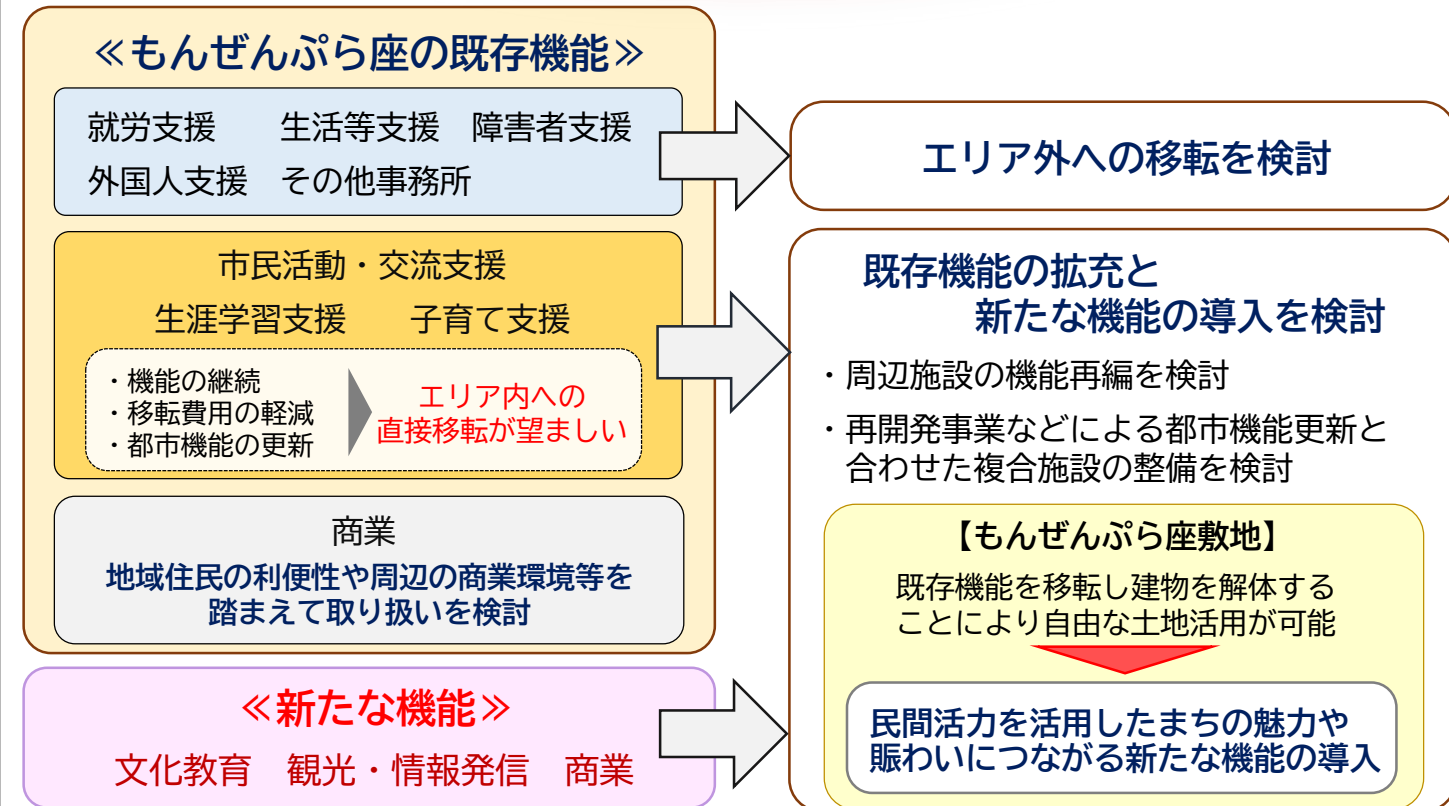 ≪もんぜんぷら座の既存機能≫
就労支援　生活等支援　障害者支援
外国人支援　その他事務所
市民活動・交流支援
生涯学習支援　子育て支援
・機能の継続
・移転費用の軽減
・都市機能の更新
エリア内への
直接移転が望ましい
商業
地域住民の利便性や周辺の商業環境等を
踏まえて取り扱いを検討
≪新たな機能≫
文化教育　観光・情報発信　商業
エリア外への移転を検討
既存機能の拡充と
新たな機能の導入を検討
・周辺施設の機能再編を検討
・再開発事業などによる都市機能更新と
合わせた複合施設の整備を検討
【もんぜんぷら座敷地】
既存機能を移転し建物を解体する
ことにより自由な土地活用が可能
民間活力を活用したまちの魅力や
賑わいにつながる新たな機能の導入